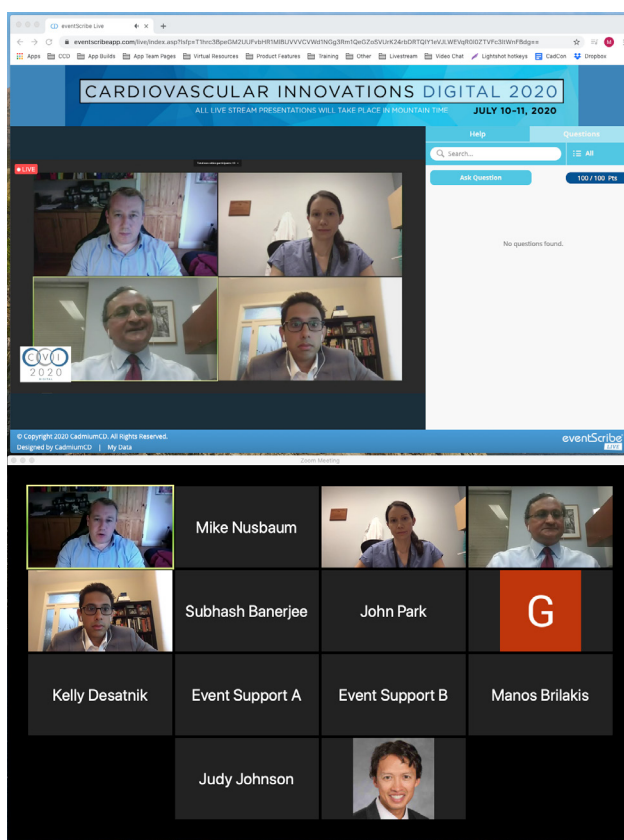 eventScribe Live
eventscribeapp.com/live/index.asp?
Apps CCD App Builds App Team Pages Virtual Resources Product Features Training Other Livestream Video Chat Lightshot hotkeys CadCon Dropbox
CARDIOVASCULAR INNOVATIONS DIGITAL 2020
ALL LIVE STREAM PRESENTATIONS WILL TAKE PLACE IN MOUNTAIN TIME JULY 10-11, 2020
Help Questions
Search... All
LIVE
Ask Question 100 / 100 Pts
No questions found.
CVI
2020
DIGITAL
© Copyright 2020 CadmiumCD. All Rights Reserved.
Designed by CadmiumCD | My Data
eventScribe
LIVE
Zoom Meeting
Mike Nusbaum
Subhash Banerjee John Park G
Kelly Desatnik Event Support A Event Support B Manos Brilakis
Judy Johnson